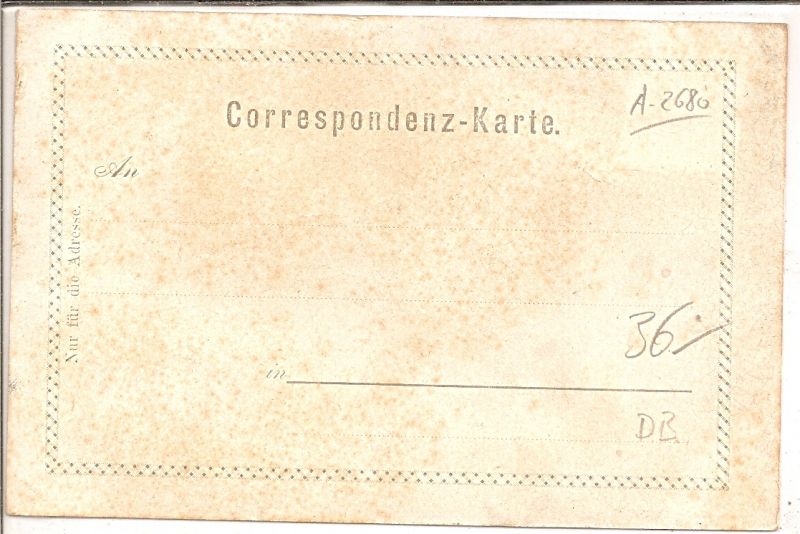 A-2680
Correspondenz-Karte.
An
Nur für die Adresse.
36.-
in
DB